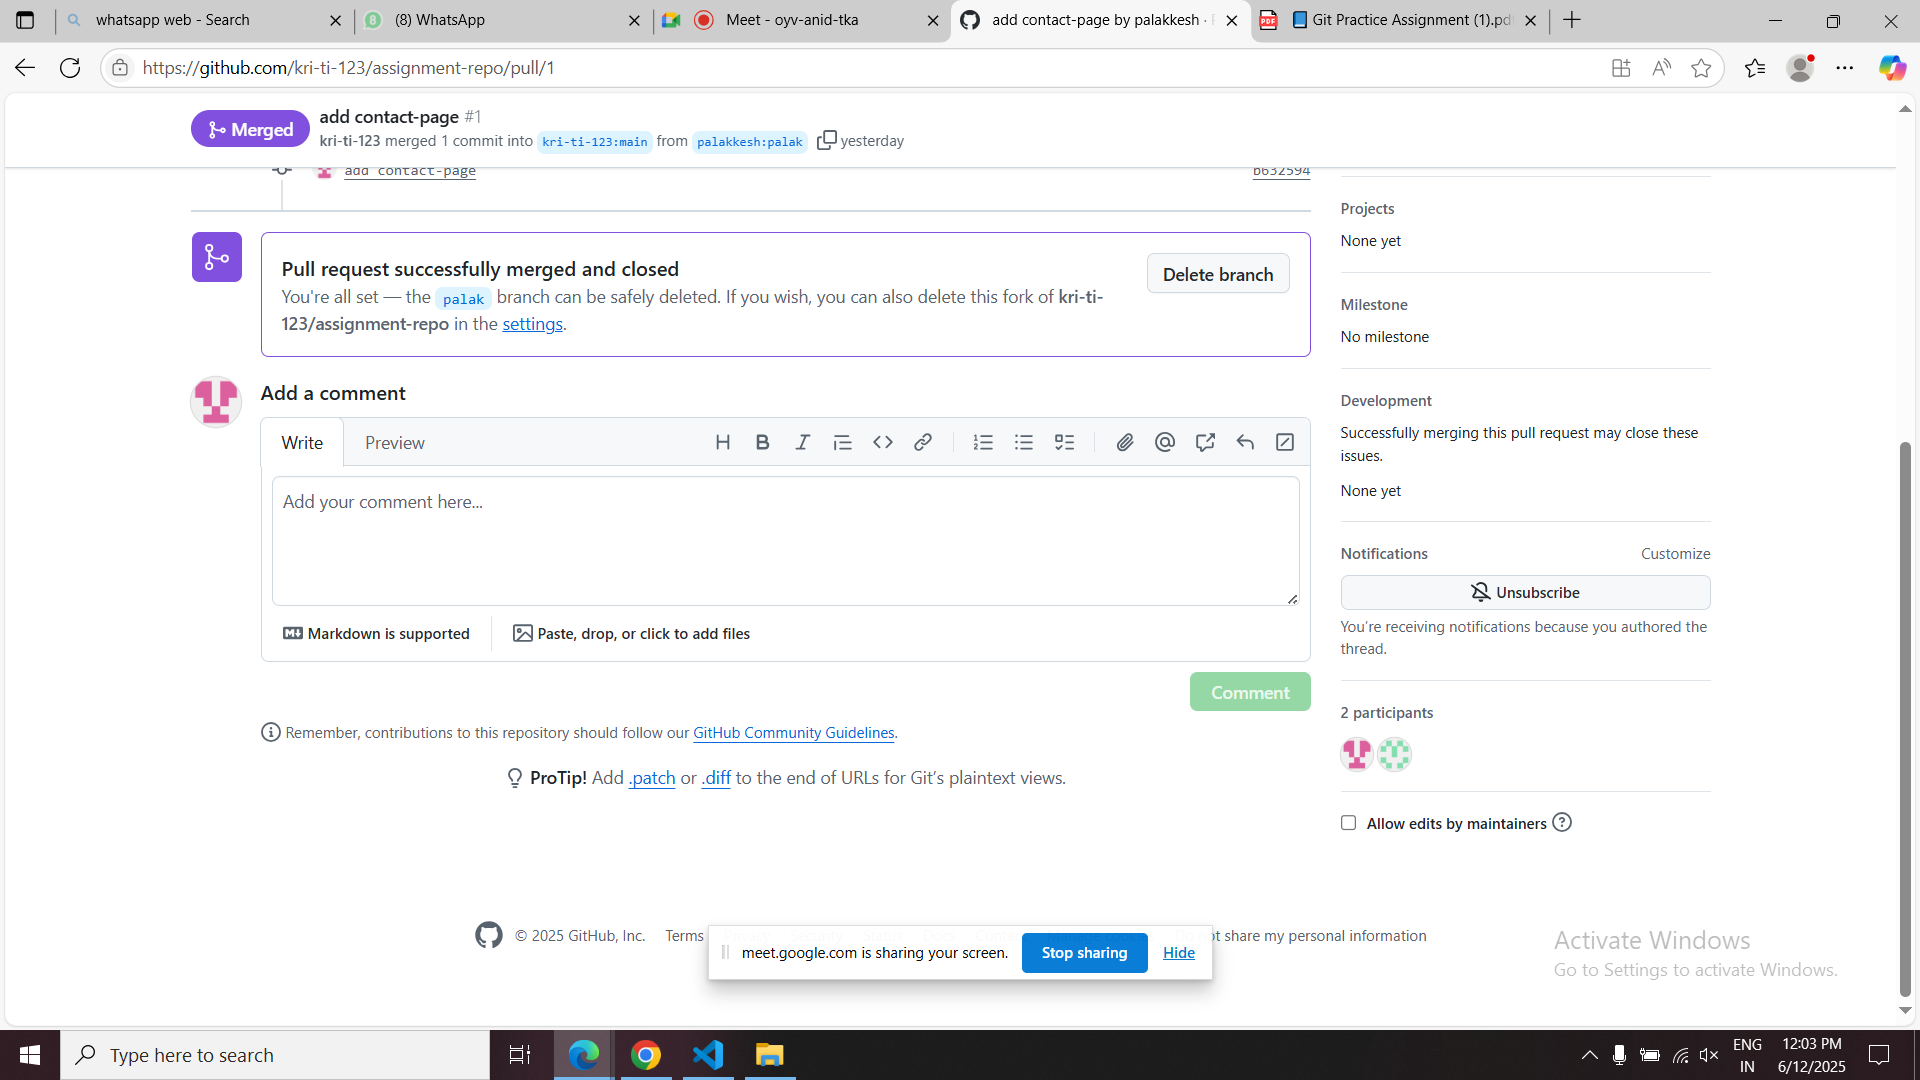 whatsapp web - Search
(8) WhatsApp
Meet - oyv-anid-tka
add contact-page by palakkesh ·
Git Practice Assignment (1).pd
https://github.com/kri-ti-123/assignment-repo/pull/1
Merged
add contact-page #1
kri-ti-123 merged 1 commit into kri-ti-123:main from palakkesh:palak yesterday
add contact-page
b632594
Pull request successfully merged and closed
You're all set — the palak branch can be safely deleted. If you wish, you can also delete this fork of kri-ti-
123/assignment-repo in the settings.
Delete branch
Add a comment
Write
Preview
Add your comment here...
Markdown is supported
Paste, drop, or click to add files
Comment
Remember, contributions to this repository should follow our GitHub Community Guidelines.
ProTip! Add .patch or .diff to the end of URLs for Git's plaintext views.
Projects
None yet
Milestone
No milestone
Development
Successfully merging this pull request may close these
issues.
None yet
Notifications
Customize
Unsubscribe
You're receiving notifications because you authored the
thread.
2 participants
Allow edits by maintainers
© 2025 GitHub, Inc.
Terms
share my personal information
meet.google.com is sharing your screen.
Stop sharing
Hide
Activate Windows
Go to Settings to activate Windows.
Type here to search
ENG
IN
12:03 PM
6/12/2025